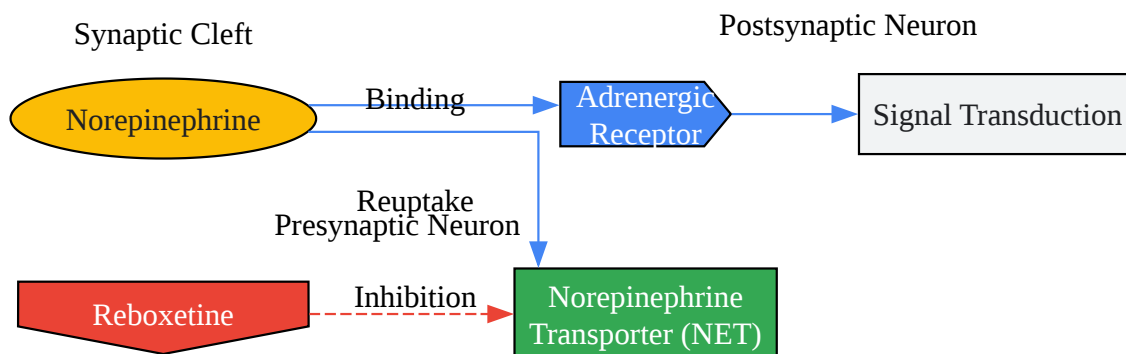 Synaptic Cleft
Postsynaptic Neuron
Norepinephrine
Binding
Adrenergic
Receptor
Signal Transduction
Reuptake
Presynaptic Neuron
Reboxetine
Inhibition
Norepinephrine
Transporter (NET)